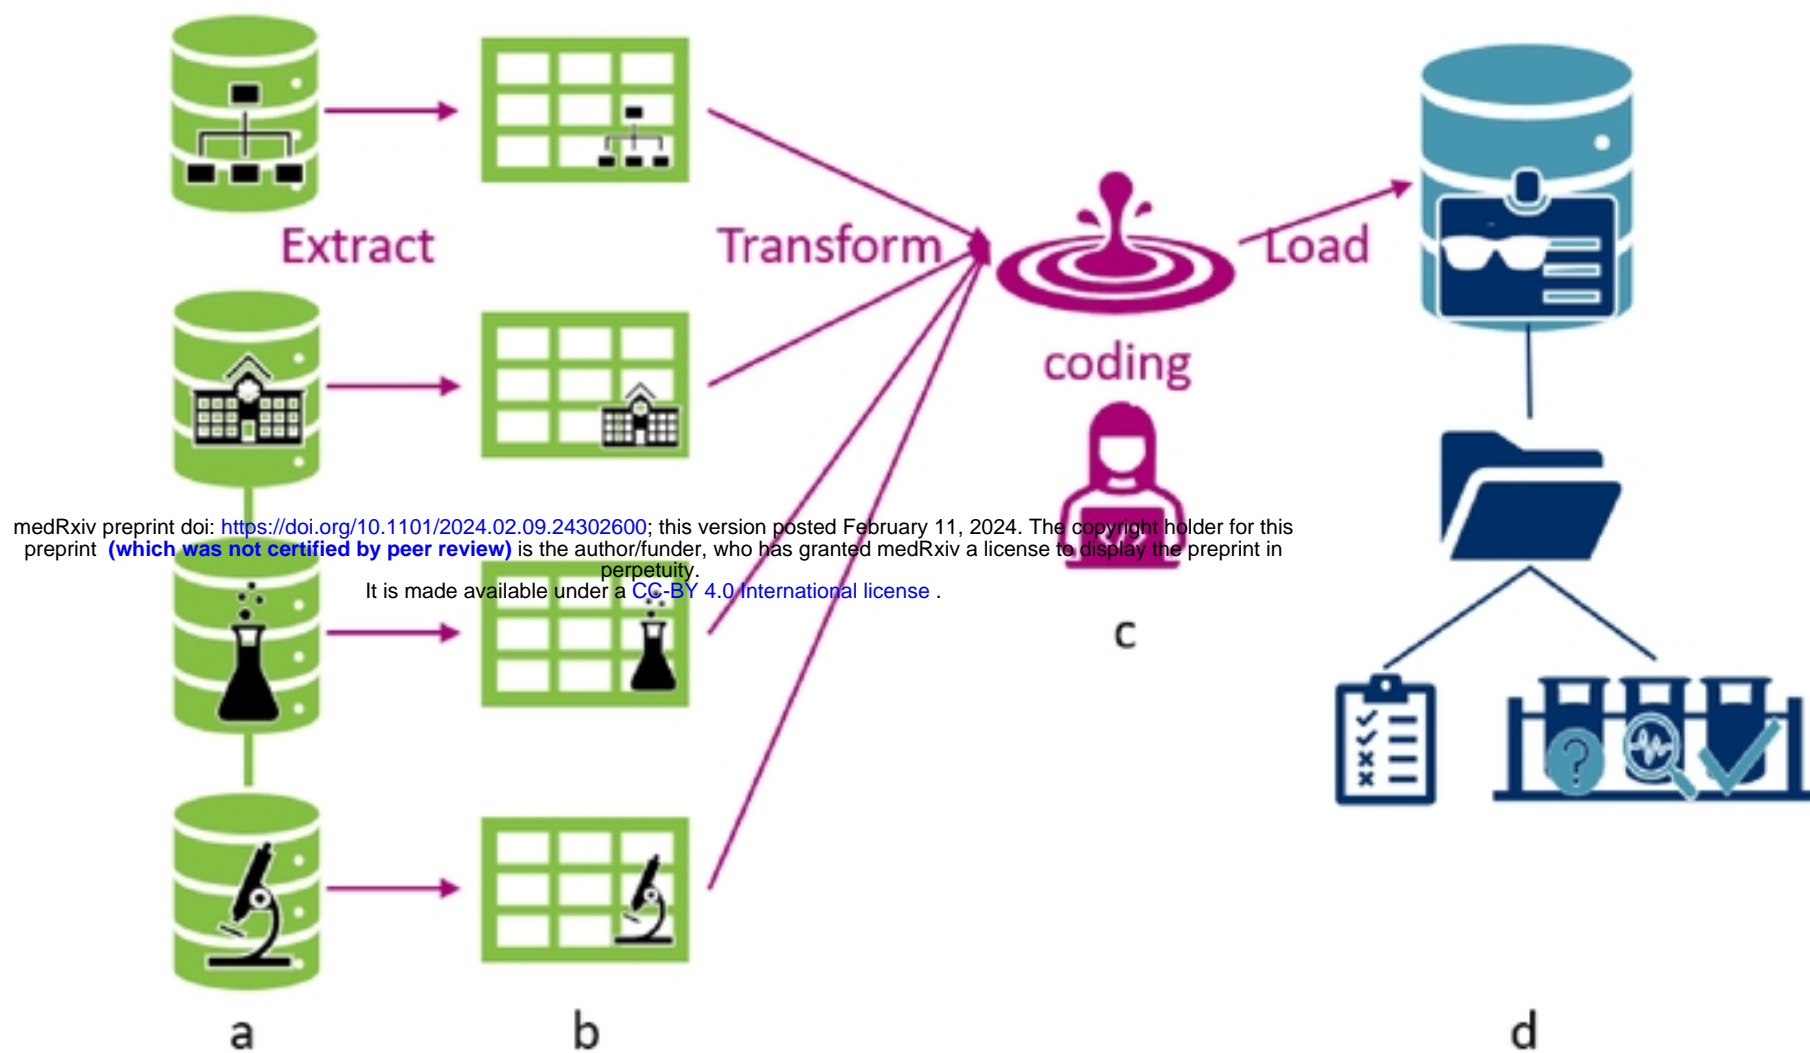 Extract
Transform
Load
coding
medRxiv preprint doi: https://doi.org/10.1101/2024.02.09.24302600; this version posted February 11, 2024. The copyright holder for this
preprint (which was not certified by peer review) is the author/funder, who has granted medRxiv a license to display the preprint in
perpetuity.
It is made available under a CC-BY 4.0 International license .
</>
?
c
a
b
d